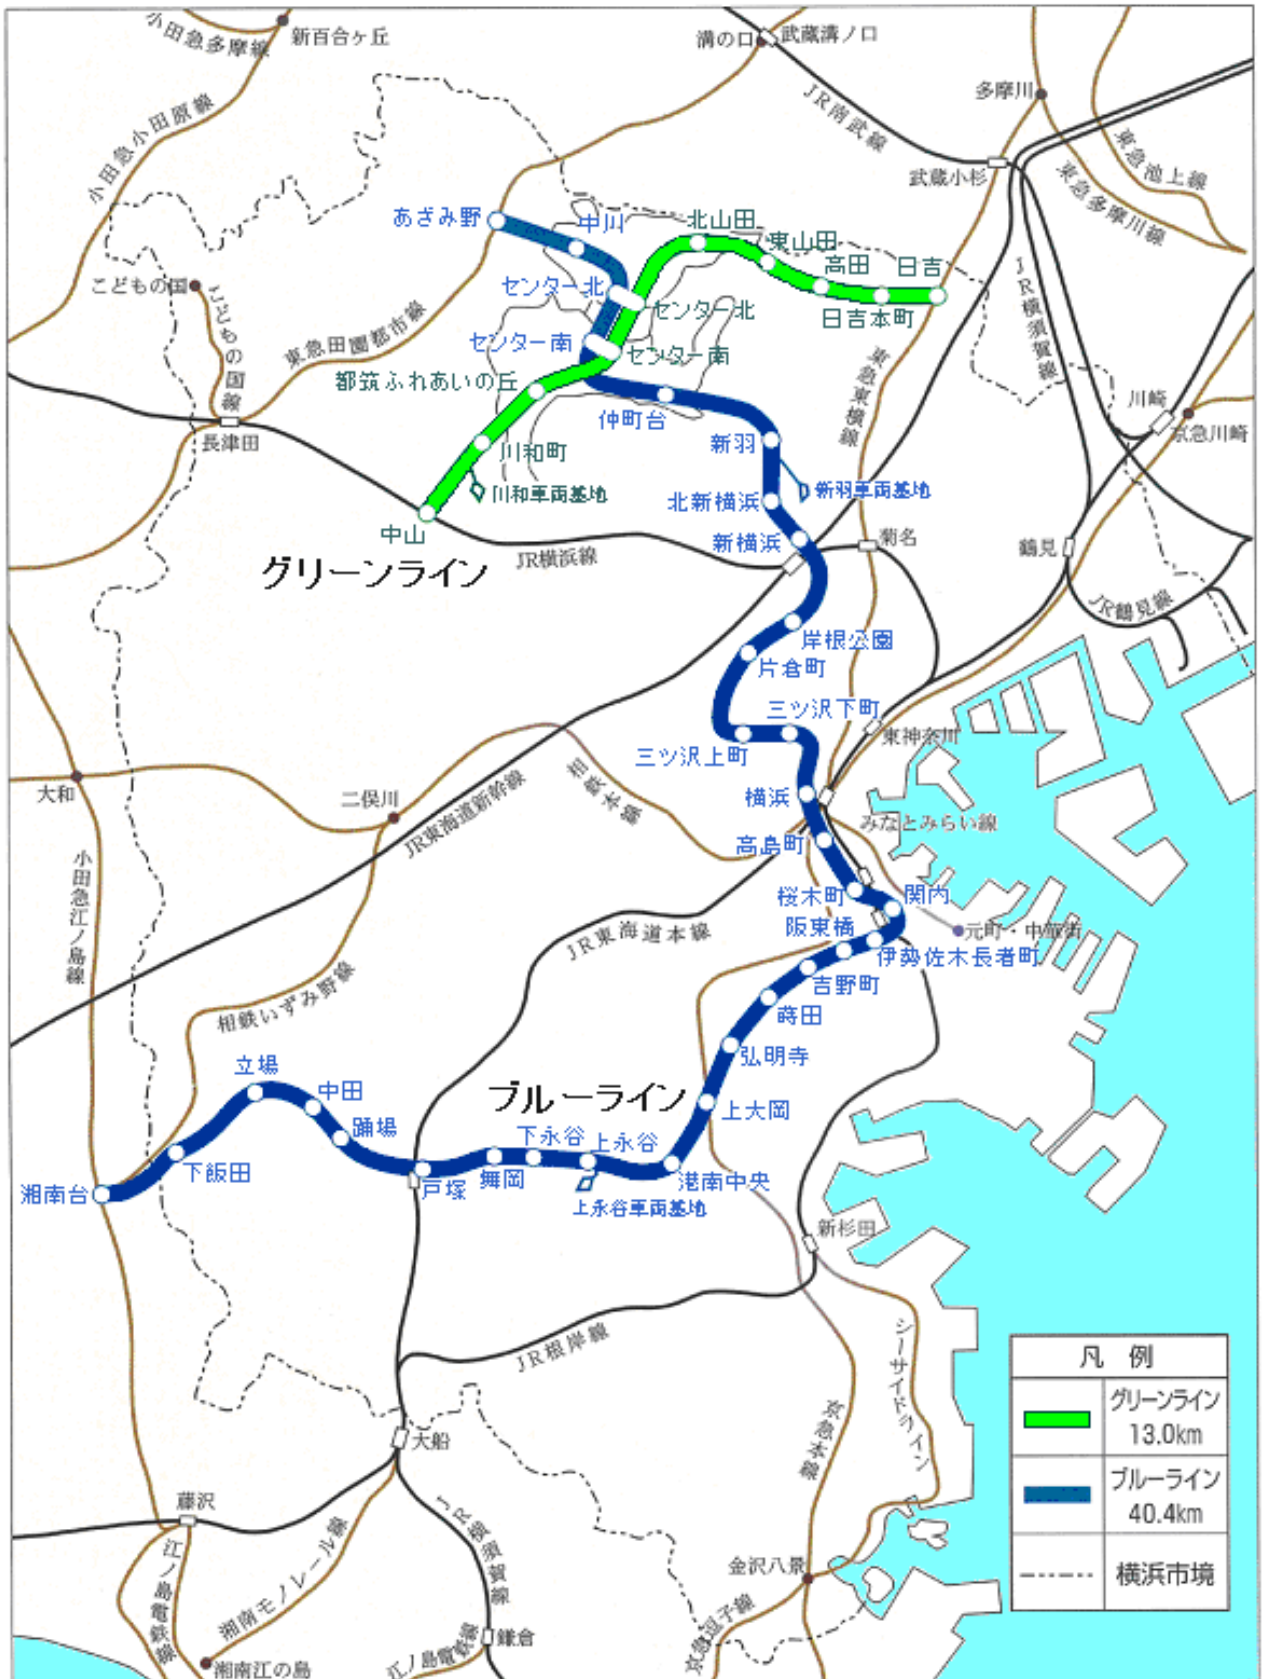 小田急多摩線
新百合ヶ丘
溝の口
武蔵溝ノ口
JR南武線
多摩川
小田急小田原線
武蔵小杉
東急池上線
東急多摩川線
あざみ野
中川
北山田
東山田
高田
日吉
日吉本町
こどもの国
こどもの国線
センター北
センター北
センター南
センター南
東急田園都市線
都筑ふれあいの丘
仲町台
東急東横線
JR横須賀線
川崎
京急川崎
長津田
川和町
川和車両基地
新羽
新羽車両基地
北新横浜
中山
新横浜
菊名
鶴見
JR横浜線
グリーンライン
JR鶴見線
岸根公園
片倉町
三ツ沢下町
三ツ沢上町
東神奈川
大和
二俣川
JR東海道新幹線
相鉄本線
横浜
みなとみらい線
高島町
小田急江ノ島線
桜木町
関内
阪東橋
元町・中華街
JR東海道本線
伊勢佐木長者町
吉野町
相鉄いずみ野線
蒔田
弘明寺
立場
中田
ブルーライン
上大岡
踊場
下永谷
上永谷
下飯田
湘南台
戸塚
舞岡
港南中央
上永谷車両基地
新杉田
JR根岸線
シーサイドライン
凡 例
グリーンライン
13.0km
ブルーライン
40.4km
横浜市境
京急本線
大船
藤沢
JR横須賀線
江ノ島電鉄線
湘南モノレール線
金沢八景
京急逗子線
鎌倉
江ノ島電鉄線
湘南江の島